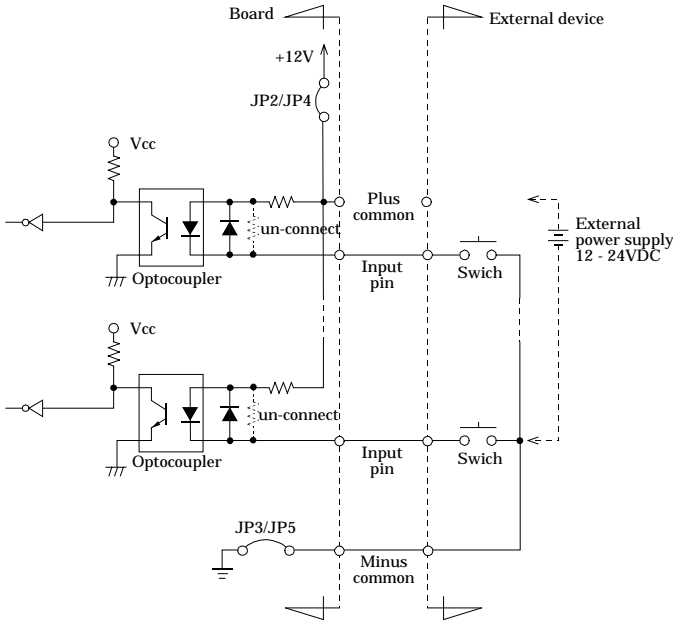 Board
External device
+12V
JP2/JP4
Vcc
Plus
common
un-connect
External
power supply
12 - 24VDC
Optocoupler
Input
pin
Swich
Vcc
un-connect
Optocoupler
Input
pin
Swich
JP3/JP5
Minus
common